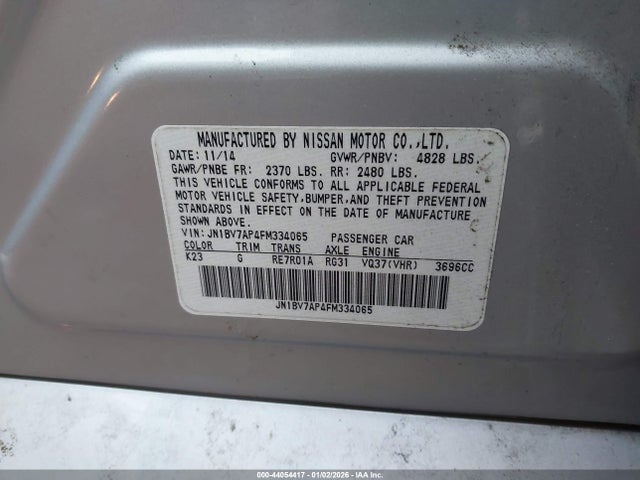 MANUFACTURED BY NISSAN MOTOR CO.,LTD.
DATE: 11/14 GVWR/PNBV: 4828 LBS.
GAWR/PNBE FR: 2370 LBS. RR: 2480 LBS.
THIS VEHICLE CONFORMS TO ALL APPLICABLE FEDERAL
MOTOR VEHICLE SAFETY,BUMPER,AND THEFT PREVENTION
STANDARDS IN EFFECT ON THE DATE OF MANUFACTURE
SHOWN ABOVE.
VIN: JN1BV7AP4FM334065 PASSENGER CAR
COLOR TRIM TRANS AXLE ENGINE
K23 G RE7R01A RG31 VQ37(VHR) 3696CC
JN1BV7AP4FM334065
000-44054417 - 01/02/2026 - IAA Inc.